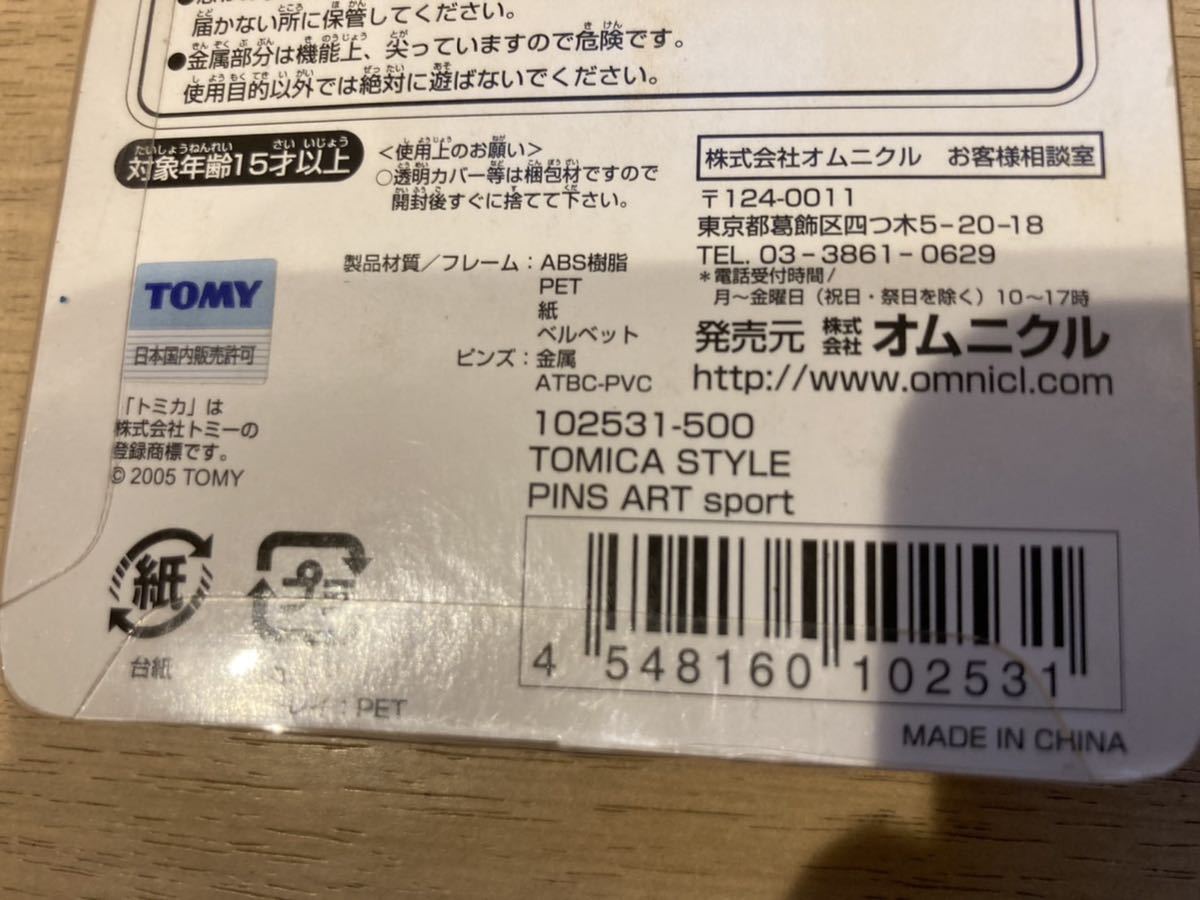 届かない所に保管してください。
●金属部分は機能上、尖っていますので危険です。
使用目的以外では絶対に遊ばないでください。
対象年齢15才以上
<使用上のお願い>
○透明カバー等は梱包材ですので
開封後すぐに捨てて下さい。
株式会社オムニクル お客様相談室
〒124-0011
東京都葛飾区四つ木5-20-18
TEL. 03-3861-0629
*電話受付時間/
月~金曜日(祝日・祭日を除く)10~17時
発売元 株式会社 オムニクル
http://www.omnicl.com
製品材質/フレーム:ABS樹脂
PET
紙
ベルベット
ピンズ:金属
ATBC-PVC
TOMY
日本国内販売許可
「トミカ」は
株式会社トミーの
登録商標です。
© 2005 TOMY
102531-500
TOMICA STYLE
PINS ART sport
紙
台紙
プラ
PET
4 548160 102531
MADE IN CHINA